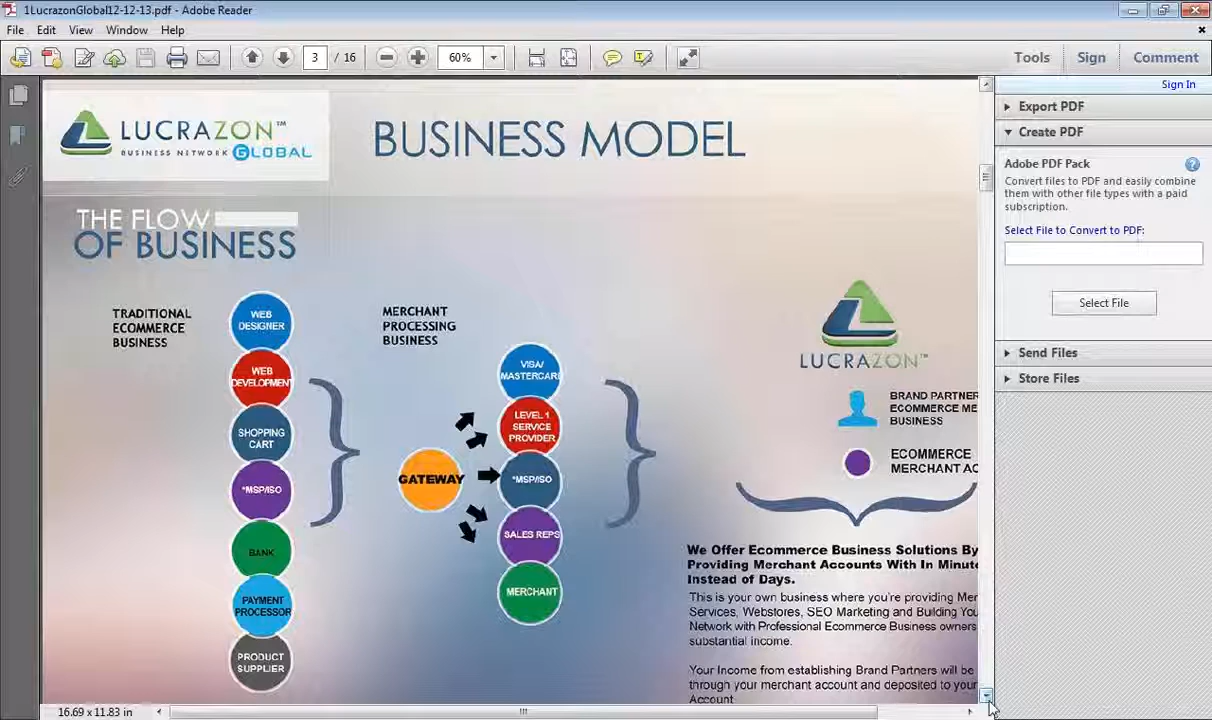 1LucrazonGlobal12-12-13.pdf - Adobe Reader
File Edit View Window Help
3 / 16 60% Tools Sign Comment
Sign In
Export PDF
Create PDF
Adobe PDF Pack
Convert files to PDF and easily combine
them with other file types with a paid
subscription.
Select File to Convert to PDF:
Select File
Send Files
Store Files
LUCRAZON™
BUSINESS NETWORK GLOBAL
BUSINESS MODEL
THE FLOW
OF BUSINESS
TRADITIONAL
ECOMMERCE
BUSINESS
WEB
DESIGNER
WEB
DEVELOPMENT
SHOPPING
CART
*MSP/ISO
BANK
PAYMENT
PROCESSOR
PRODUCT
SUPPLIER
MERCHANT
PROCESSING
BUSINESS
GATEWAY
VISA/
MASTERCARD
LEVEL 1
SERVICE
PROVIDER
*MSP/ISO
SALES REPS
MERCHANT
LUCRAZON™
BRAND PARTNER
ECOMMERCE ME
BUSINESS
ECOMMERCE
MERCHANT AC
We Offer Ecommerce Business Solutions By
Providing Merchant Accounts With In Minute
Instead of Days.
This is your own business where you're providing Mer
Services, Webstores, SEO Marketing and Building You
Network with Professional Ecommerce Business owners
substantial income.
Your Income from establishing Brand Partners will be
through your merchant account and deposited to your
Account
16.69 x 11.83 in